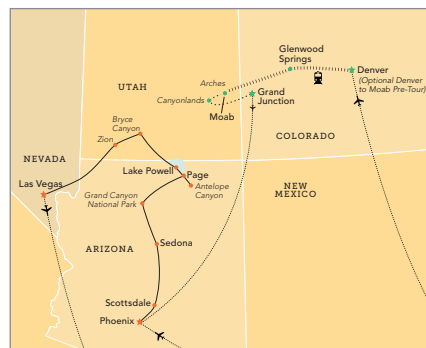 Glenwood
Springs
Denver
(Optional Denver
to Moab Pre-Tour)
UTAH
Arches
Canyonlands
Grand
Junction
Moab
Bryce
Canyon
COLORADO
Zion
NEVADA
Lake Powell
Page
Las Vegas
Antelope
Canyon
Grand Canyon
National Park
NEW
MEXICO
ARIZONA
Sedona
Scottsdale
Phoenix